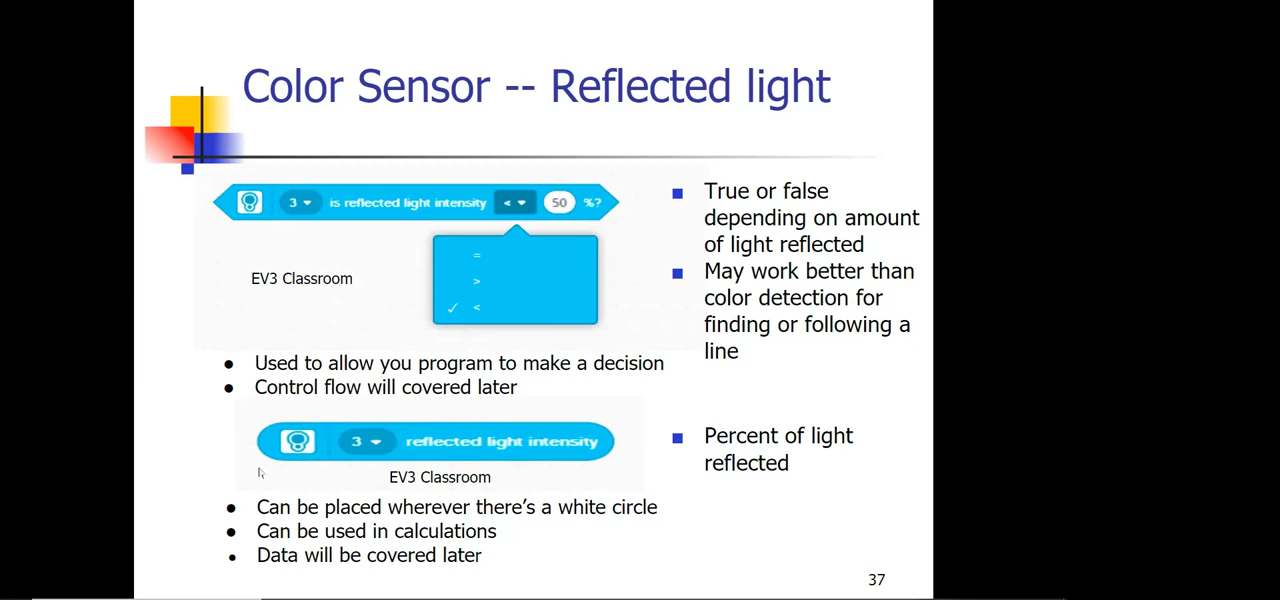 Color Sensor -- Reflected light
3 is reflected light intensity < 50 %?
=
>
✓ <
EV3 Classroom
True or false
depending on amount
of light reflected
May work better than
color detection for
finding or following a
line
● Used to allow you program to make a decision
● Control flow will covered later
3 reflected light intensity
EV3 Classroom
Percent of light
reflected
● Can be placed wherever there's a white circle
● Can be used in calculations
● Data will be covered later
37